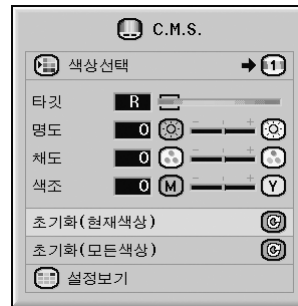 C.M.S.
색상선택 1
타깃 R
명도 0 - +
채도 0 - +
색조 0 M - + Y
초기화(현재색상)
초기화(모든색상)
설정보기